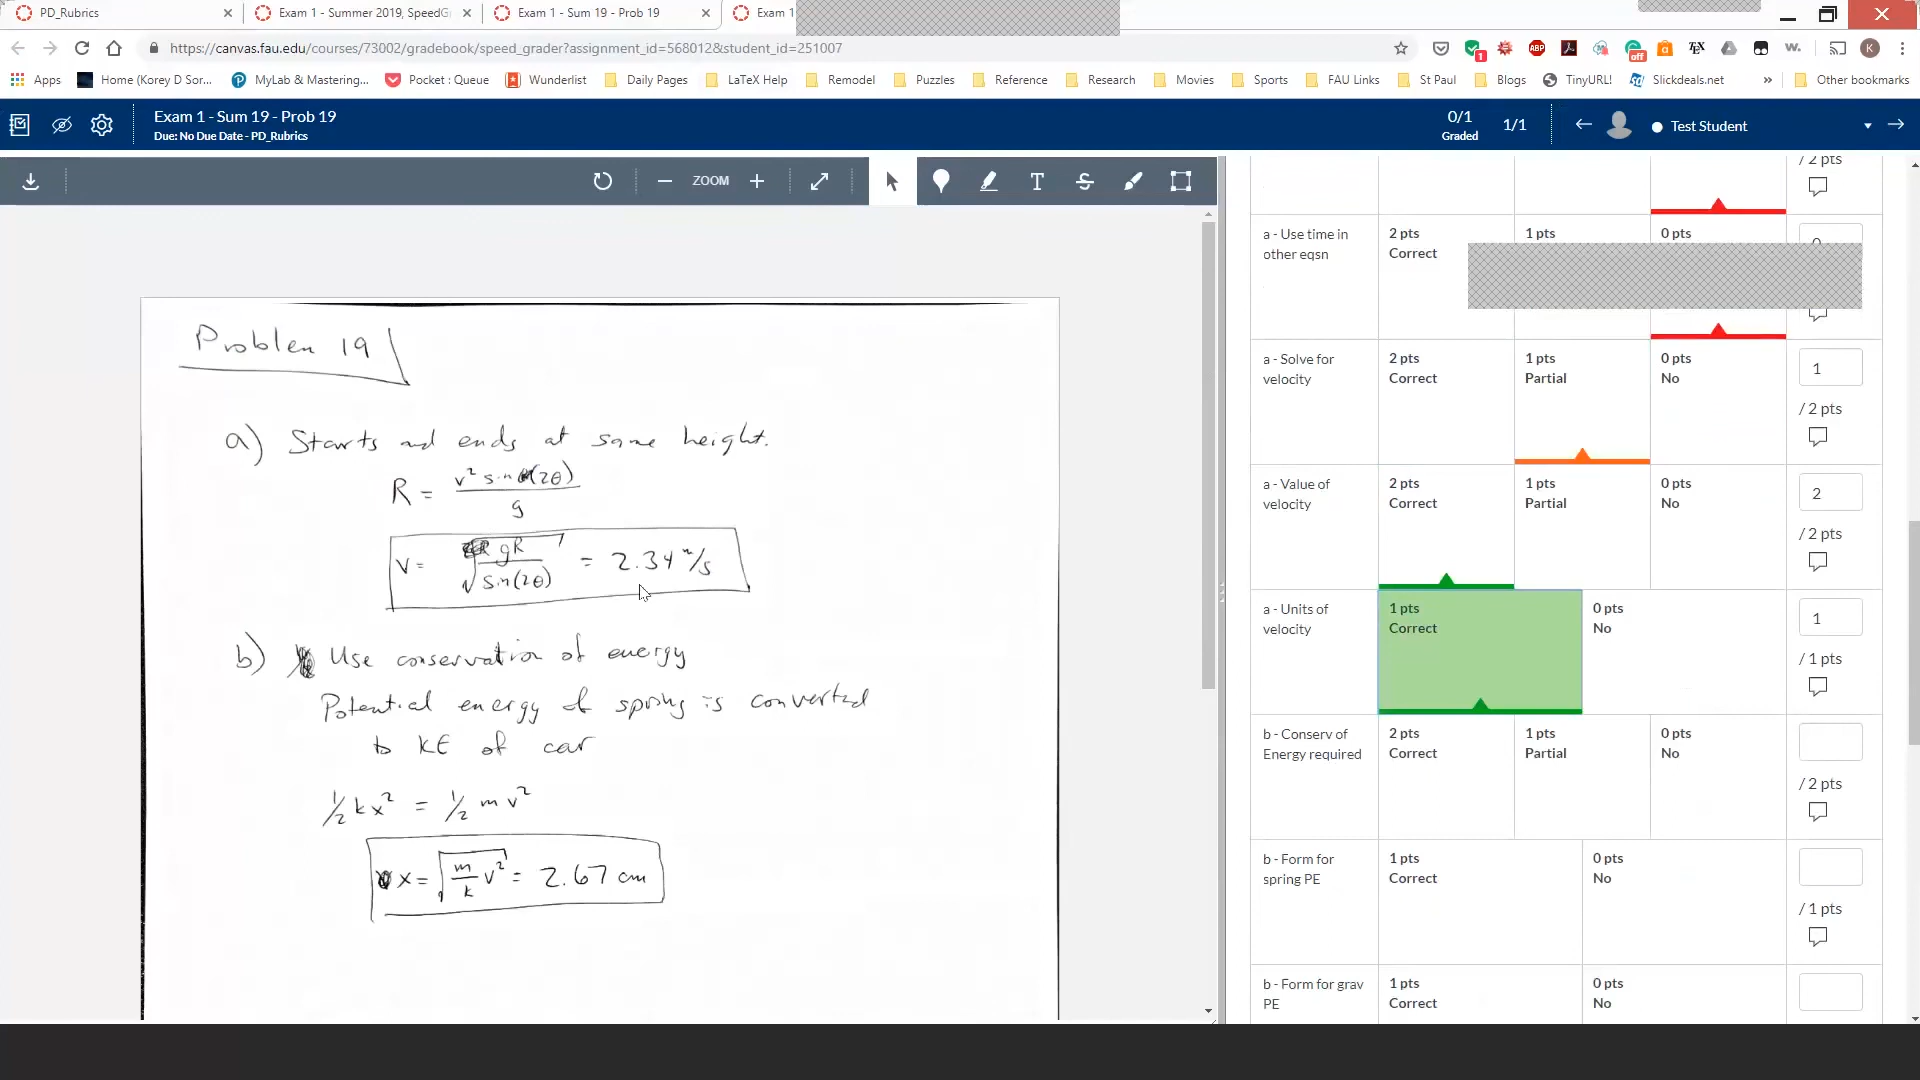 PD_Rubrics
Exam 1 - Summer 2019, SpeedGr
Exam 1 - Sum 19 - Prob 19
Exam 1
https://canvas.fau.edu/courses/73002/gradebook/speed_grader?assignment_id=568012&student_id=251007
ABP
TEX
w.
K
1
off
Apps
Home (Korey D Sor...
MyLab & Mastering...
Pocket : Queue
Wunderlist
Daily Pages
LaTeX Help
Remodel
Puzzles
Reference
Research
Movies
Sports
FAU Links
St Paul
Blogs
TinyURL!
Slickdeals.net
»
Other bookmarks
Exam 1 - Sum 19 - Prob 19
Due: No Due Date - PD_Rubrics
0/1
Graded
1/1
Test Student
ZOOM
T
Problem 19
a) Starts and ends at same height.
R = v² sin(2θ) / g
v = √(gR / sin(2θ)) = 2.34 m/s
b) Use conservation of energy
Potential energy of spring is converted
to KE of car
1/2 kx² = 1/2 mv²
x = √(m/k v²) = 2.67 cm
/ 2 pts
a - Use time in other eqsn
2 pts Correct
1 pts
0 pts
a - Solve for velocity
2 pts Correct
1 pts Partial
0 pts No
1
/ 2 pts
a - Value of velocity
2 pts Correct
1 pts Partial
0 pts No
2
/ 2 pts
a - Units of velocity
1 pts Correct
0 pts No
1
/ 1 pts
b - Conserv of Energy required
2 pts Correct
1 pts Partial
0 pts No
/ 2 pts
b - Form for spring PE
1 pts Correct
0 pts No
/ 1 pts
b - Form for grav PE
1 pts Correct
0 pts No